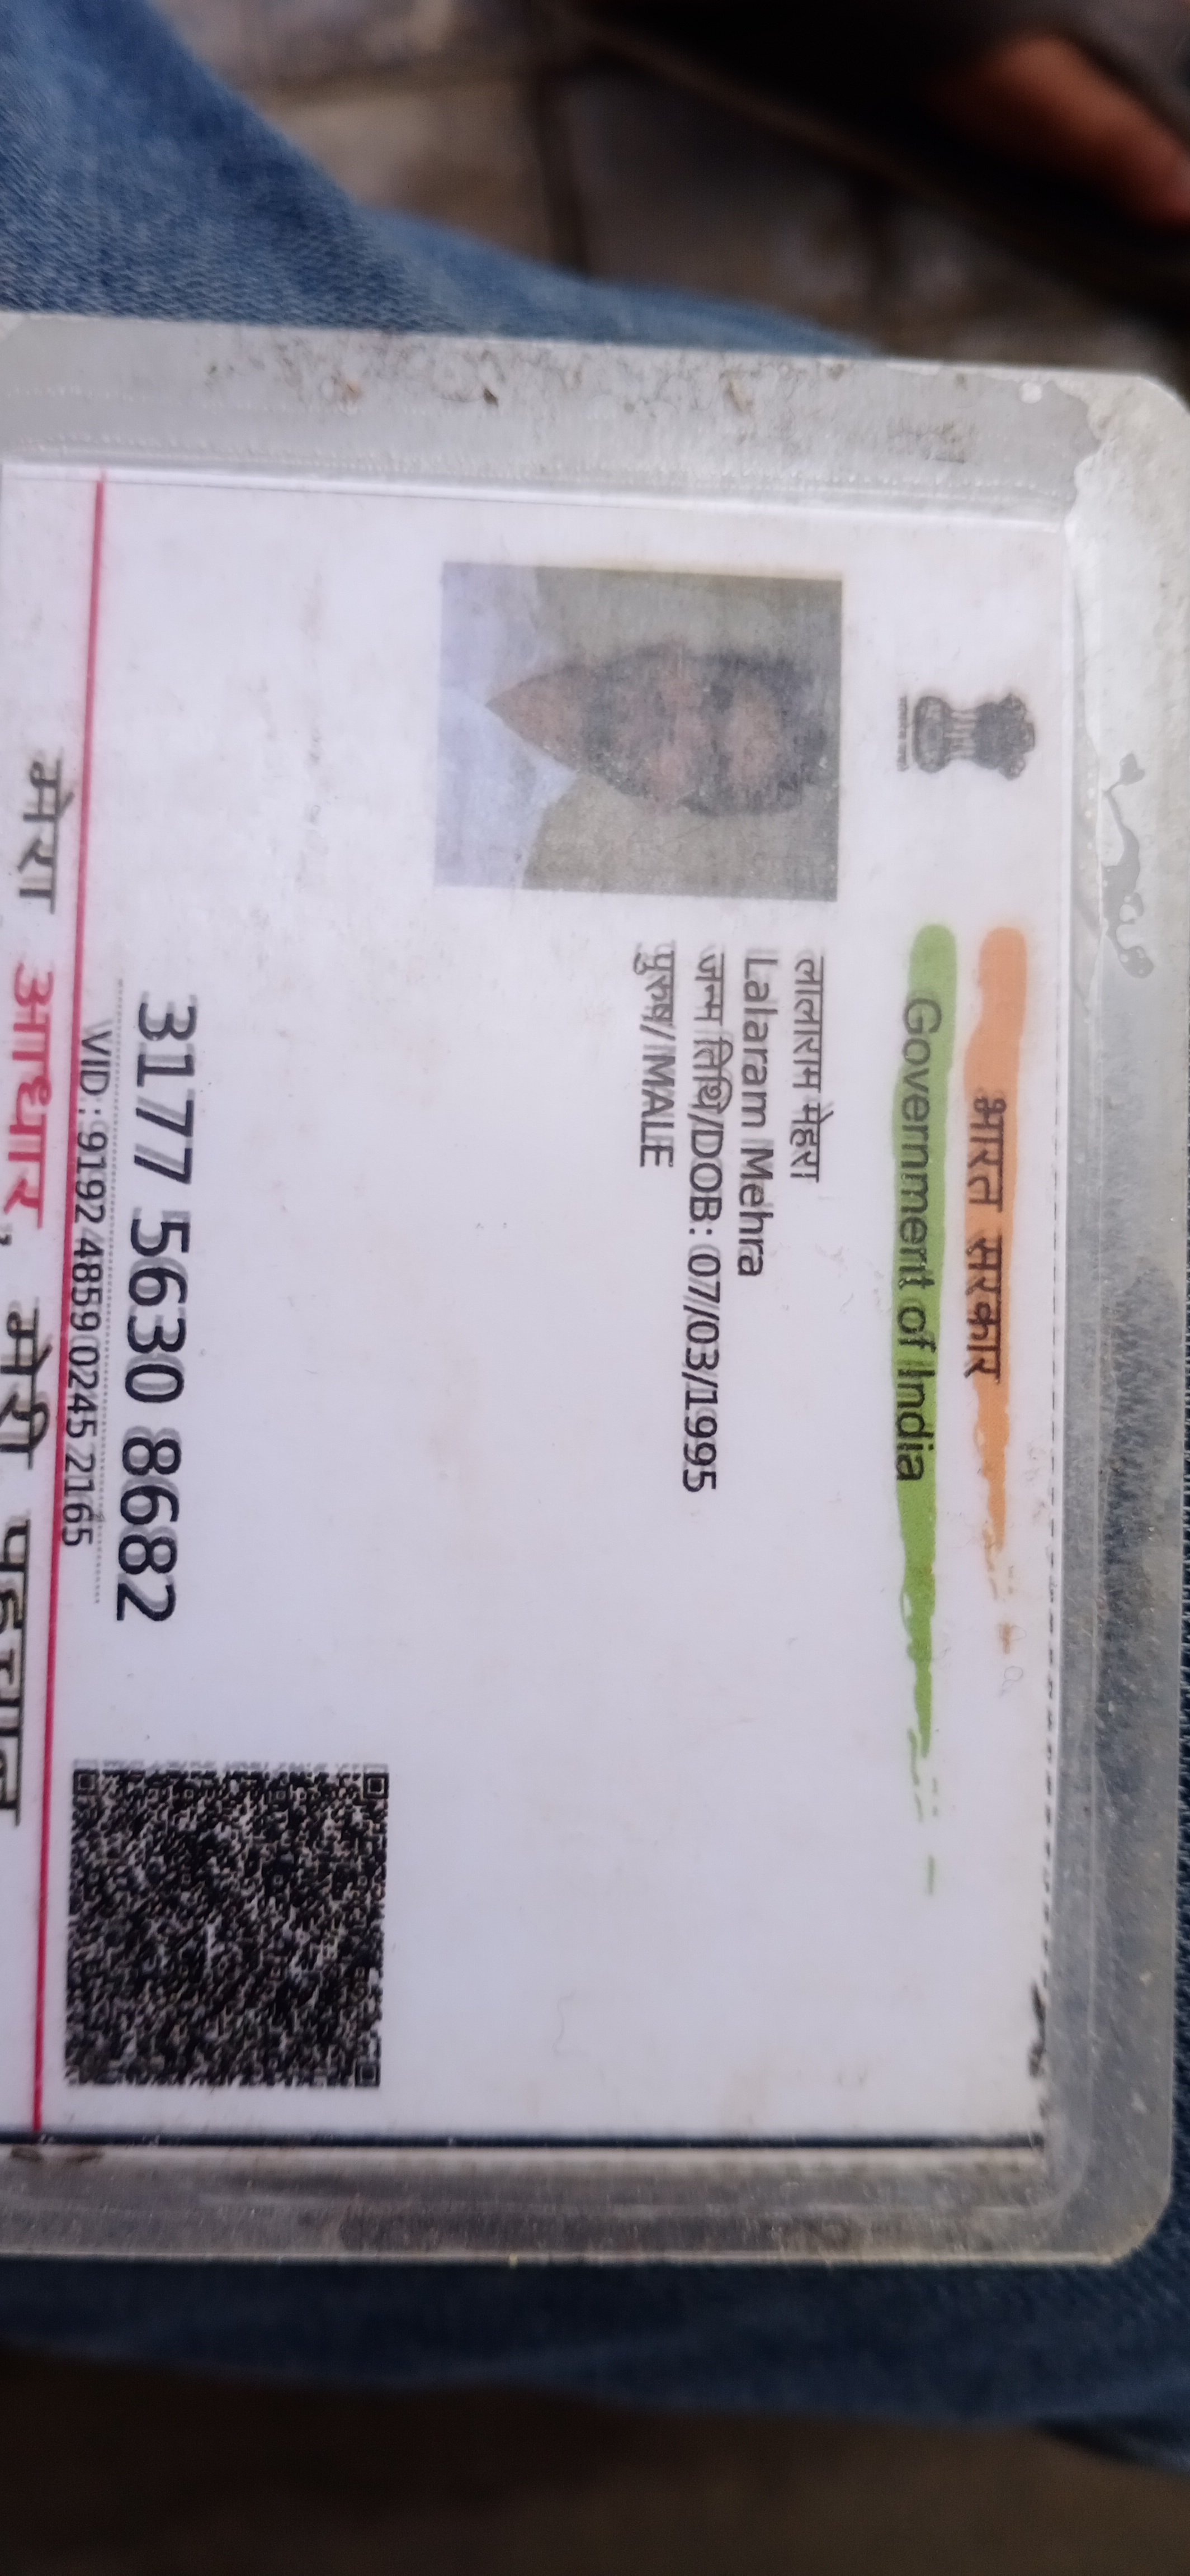 भारत सरकार
Government of India
लालाराम मेहरा
Lalaram Mehra
जन्म तिथि/DOB: 07/03/1995
पुरुष/ MALE
3177 5630 8682
VID : 9192 4859 0245 2165
मेरा आधार, मेरी पहचान